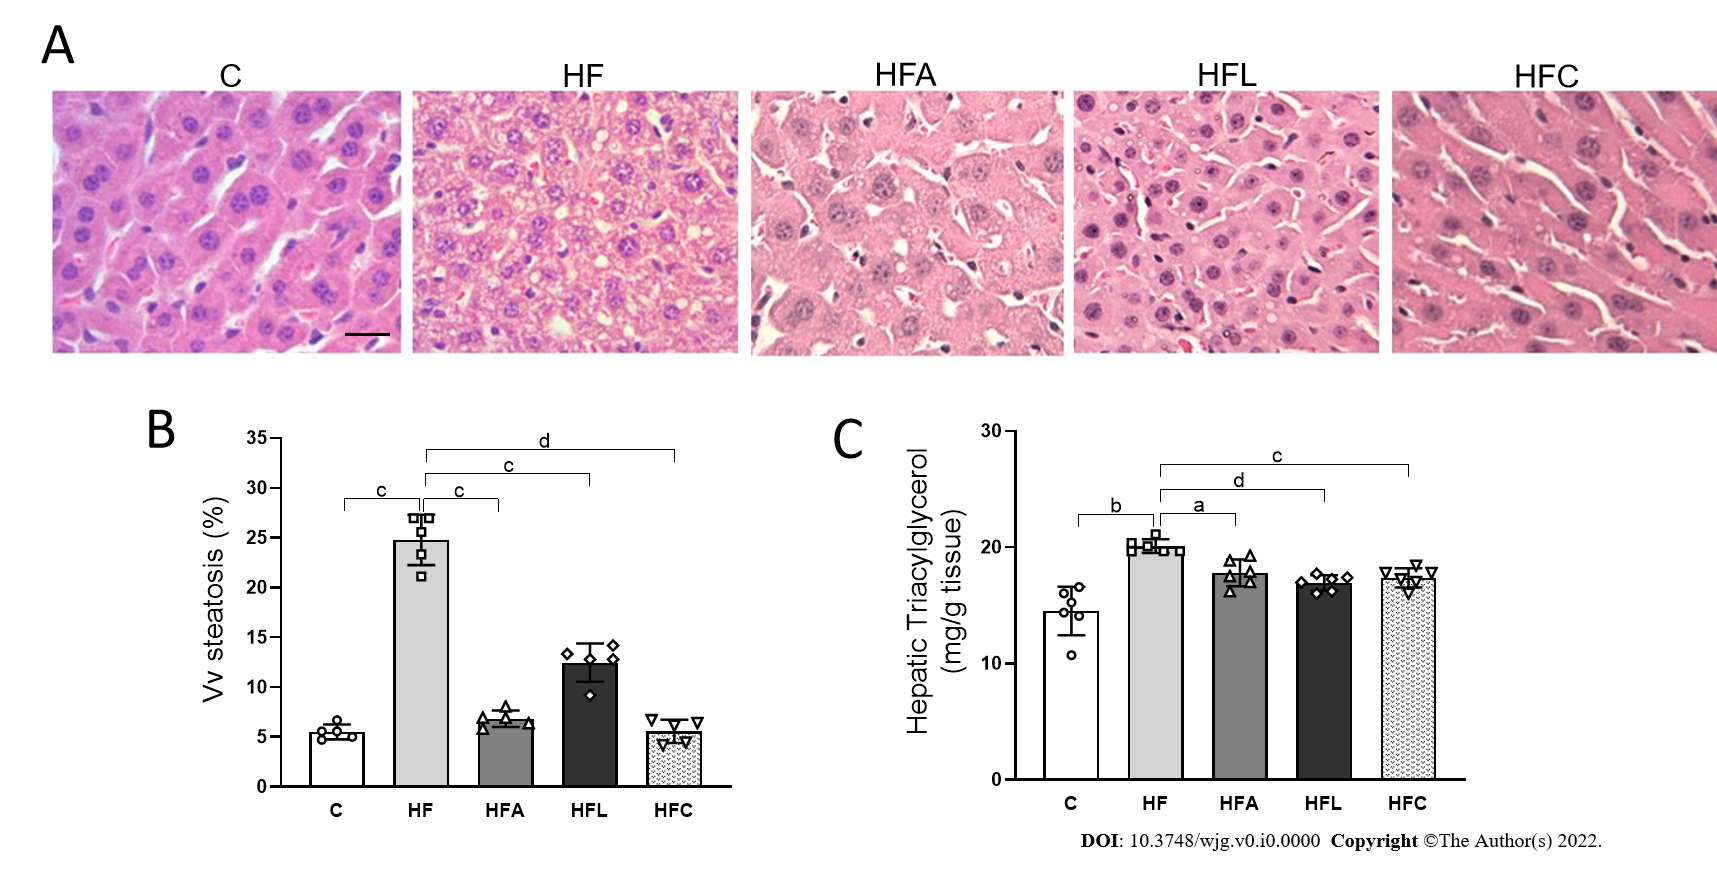 A
C HF HFA HFL HFC
B
Vv steatosis (%)
35
30
25
20
15
10
5
0
d
c
c c
C HF HFA HFL HFC
C
Hepatic Triacylglycerol
(mg/g tissue)
30
20
10
0
c
d
b a
C HF HFA HFL HFC
DOI: 10.3748/wjg.v0.i0.0000 Copyright ©The Author(s) 2022.